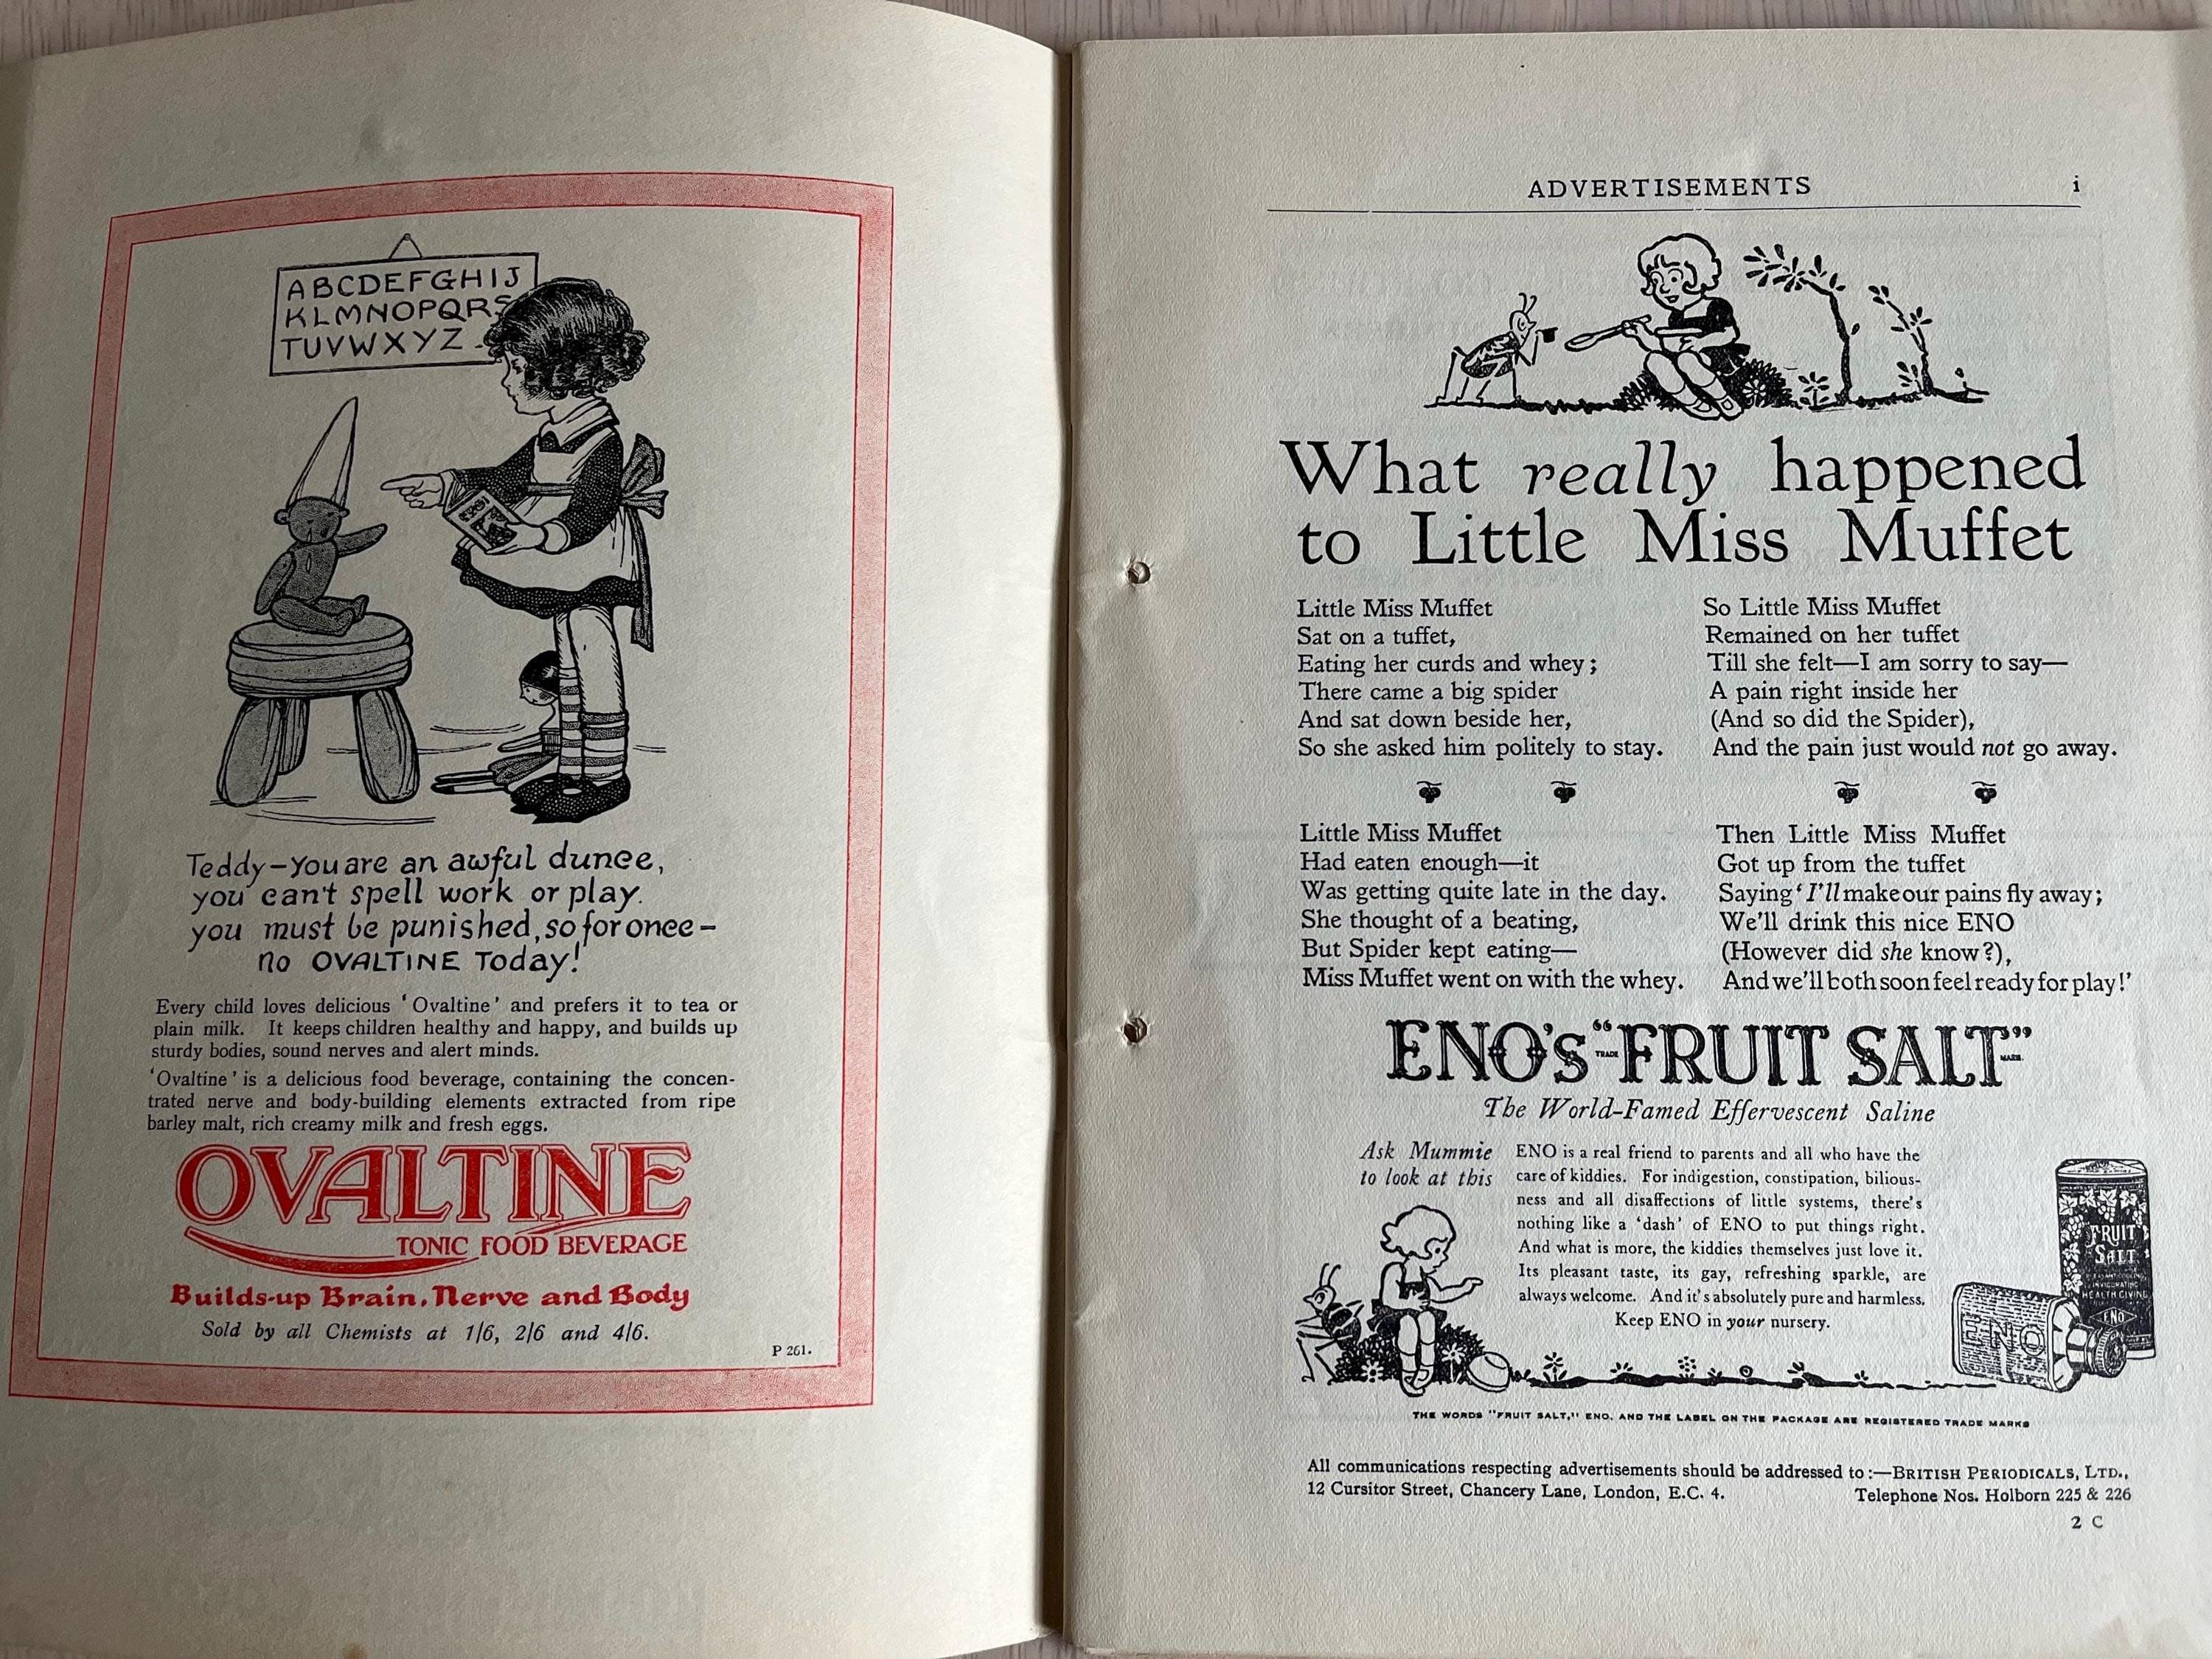 ABCDEFGHIJ
KLMNOPQRS
TUVWXYZ
Teddy—you are an awful dunce,
you can't spell work or play.
you must be punished, so for once—
no OVALTINE Today!
Every child loves delicious 'Ovaltine' and prefers it to tea or
plain milk. It keeps children healthy and happy, and builds up
sturdy bodies, sound nerves and alert minds.
'Ovaltine' is a delicious food beverage, containing the concen-
trated nerve and body-building elements extracted from ripe
barley malt, rich creamy milk and fresh eggs.
OVALTINE
TONIC FOOD BEVERAGE
Builds-up Brain, Nerve and Body
Sold by all Chemists at 1/6, 2/6 and 4/6.
P 261.
ADVERTISEMENTS i
What really happened
to Little Miss Muffet
Little Miss Muffet
Sat on a tuffet,
Eating her curds and whey;
There came a big spider
And sat down beside her,
So she asked him politely to stay.
Little Miss Muffet
Had eaten enough—it
Was getting quite late in the day.
She thought of a beating,
But Spider kept eating—
Miss Muffet went on with the whey.
So Little Miss Muffet
Remained on her tuffet
Till she felt—I am sorry to say—
A pain right inside her
(And so did the Spider),
And the pain just would not go away.
Then Little Miss Muffet
Got up from the tuffet
Saying 'I'll make our pains fly away;
We'll drink this nice ENO
(However did she know?),
And we'll both soon feel ready for play!'
ENO'S "FRUIT SALT"
TRADE MARK.
The World-Famed Effervescent Saline
Ask Mummie
to look at this
ENO is a real friend to parents and all who have the
care of kiddies. For indigestion, constipation, bilious-
ness and all disaffections of little systems, there's
nothing like a 'dash' of ENO to put things right.
And what is more, the kiddies themselves just love it.
Its pleasant taste, its gay, refreshing sparkle, are
always welcome. And it's absolutely pure and harmless.
Keep ENO in your nursery.
FRUIT
SALT
HEALTH GIVING
ENO
ENO
THE WORDS "FRUIT SALT," ENO, AND THE LABEL ON THE PACKAGE ARE REGISTERED TRADE MARKS
All communications respecting advertisements should be addressed to:—BRITISH PERIODICALS, LTD.,
12 Cursitor Street, Chancery Lane, London, E.C. 4. Telephone Nos. Holborn 225 & 226
2 C